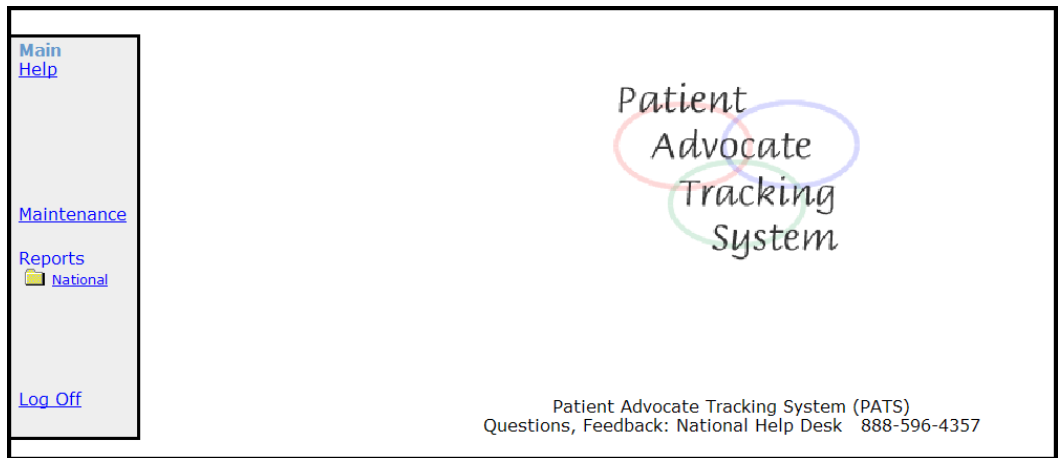 Main
Help
Maintenance
Reports
National
Log Off
Patient
Advocate
Tracking
System
Patient Advocate Tracking System (PATS)
Questions, Feedback: National Help Desk 888-596-4357